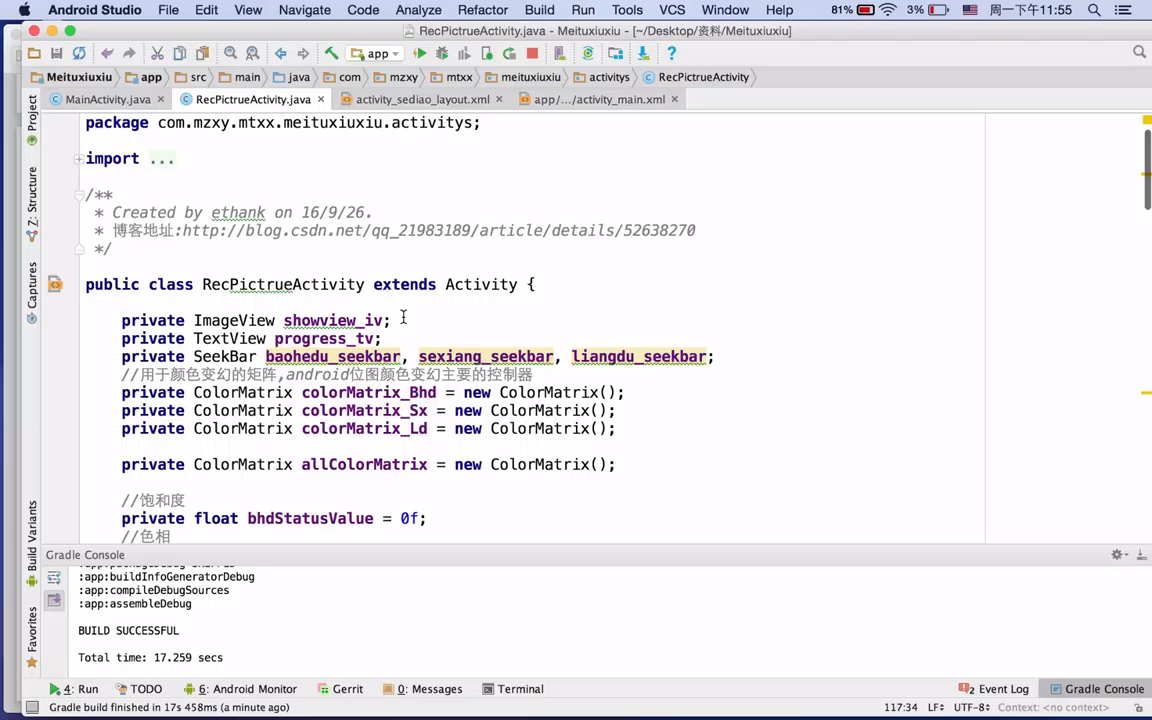 Android Studio File Edit View Navigate Code Analyze Refactor Build Run Tools VCS Window Help 81% 3% 周一下午11:55
RecPictrueActivity.java - Meituxiuxiu - [~/Desktop/资料/Meituxiuxiu]
app
Meituxiuxiu app src main java com mzxy mtxx meituxiuxiu activitys RecPictrueActivity
MainActivity.java RecPictrueActivity.java activity_sediao_layout.xml app/.../activity_main.xml
Project
Z: Structure
Captures
Build Variants
Favorites
package com.mzxy.mtxx.meituxiuxiu.activitys;
import ...
/**
* Created by ethank on 16/9/26.
* 博客地址:http://blog.csdn.net/qq_21983189/article/details/52638270
*/
public class RecPictrueActivity extends Activity {
private ImageView showview_iv;
private TextView progress_tv;
private SeekBar baohedu_seekbar, sexiang_seekbar, liangdu_seekbar;
//用于颜色变幻的矩阵,android位图颜色变幻主要的控制器
private ColorMatrix colorMatrix_Bhd = new ColorMatrix();
private ColorMatrix colorMatrix_Sx = new ColorMatrix();
private ColorMatrix colorMatrix_Ld = new ColorMatrix();
private ColorMatrix allColorMatrix = new ColorMatrix();
//饱和度
private float bhdStatusValue = 0f;
//色相
Gradle Console
:app:buildInfoGeneratorDebug
:app:compileDebugSources
:app:assembleDebug
BUILD SUCCESSFUL
Total time: 17.259 secs
4: Run TODO 6: Android Monitor Gerrit 0: Messages Terminal 2 Event Log Gradle Console
Gradle build finished in 17s 458ms (a minute ago) 117:34 LF÷ UTF-8÷ Context: <no context>